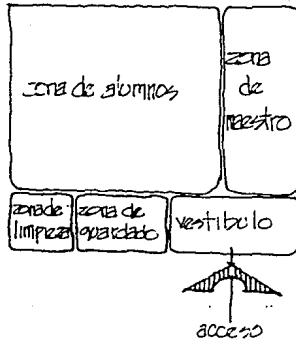 zona de alumnos
zona
de
maestro
zona de
limpieza
zona de
guardado
vestibulo
acceso